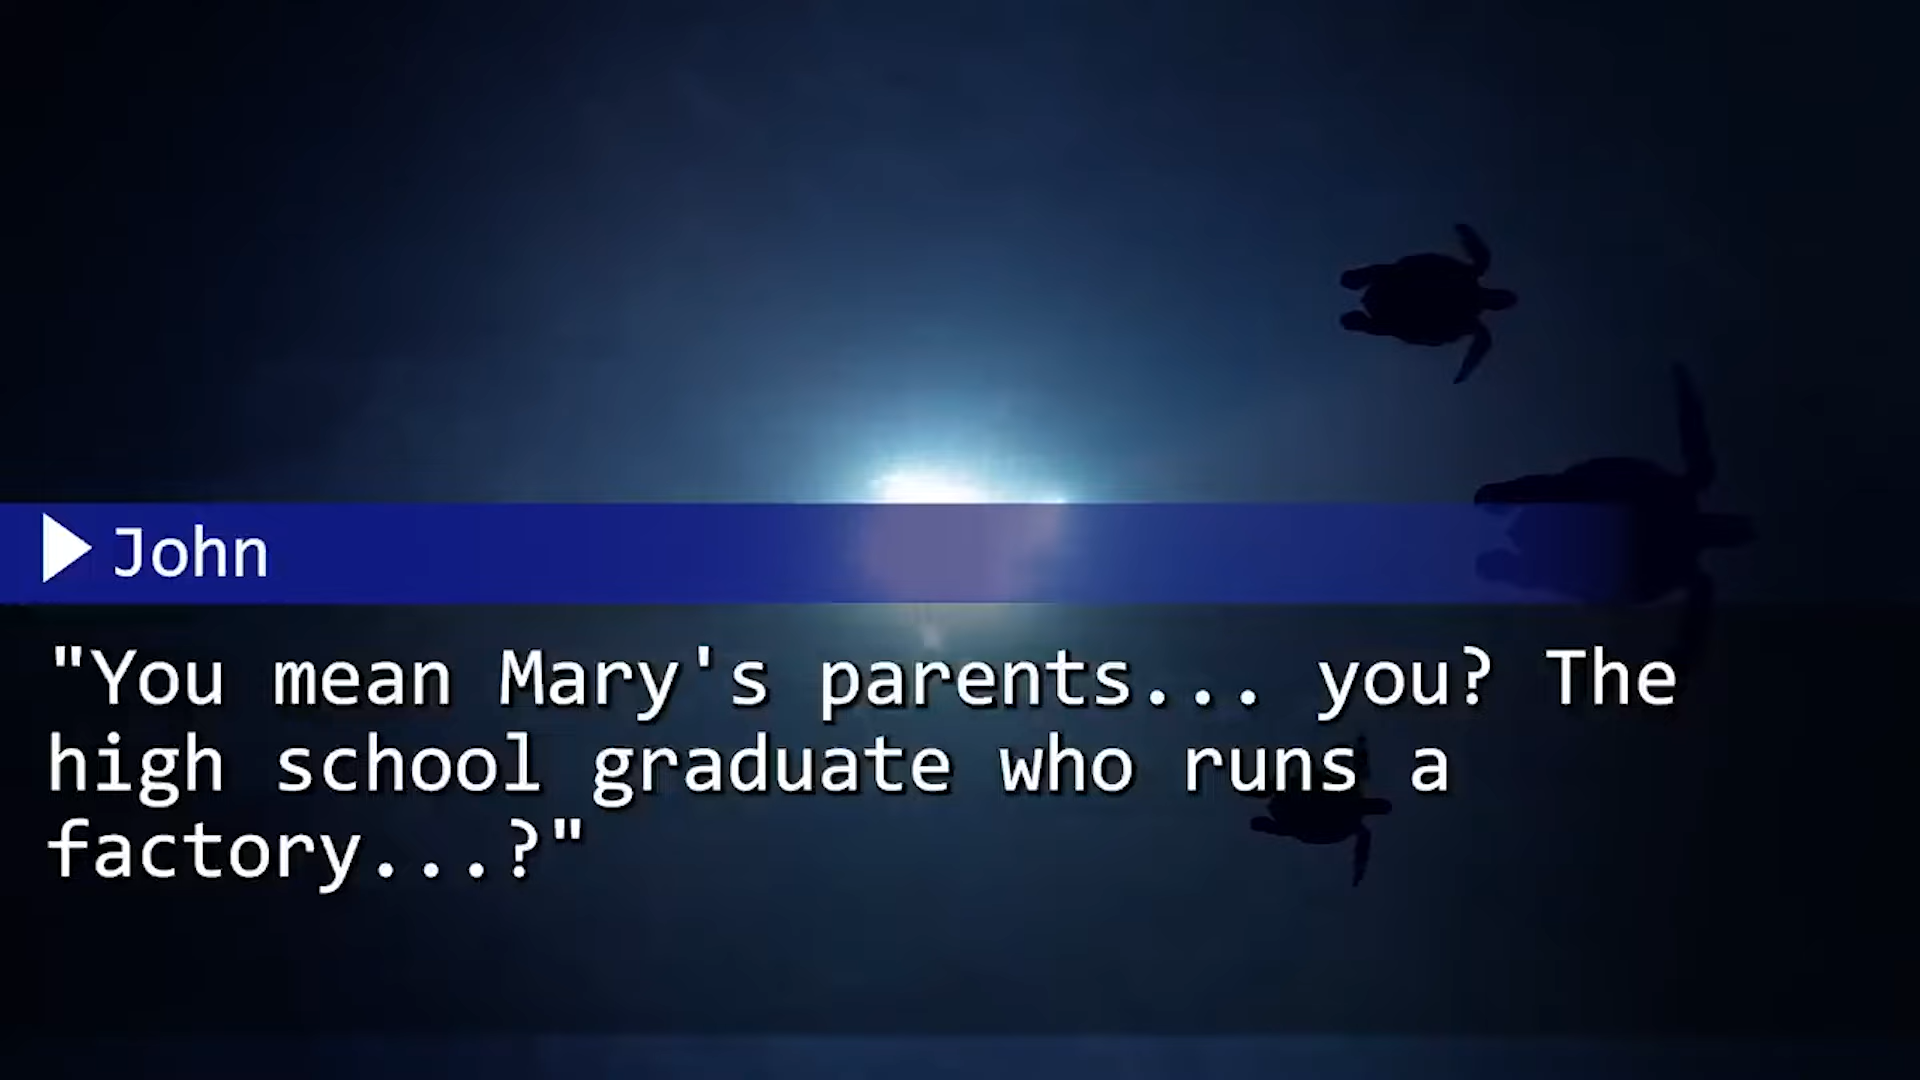 John
"You mean Mary's parents... you? The
high school graduate who runs a
factory...?"